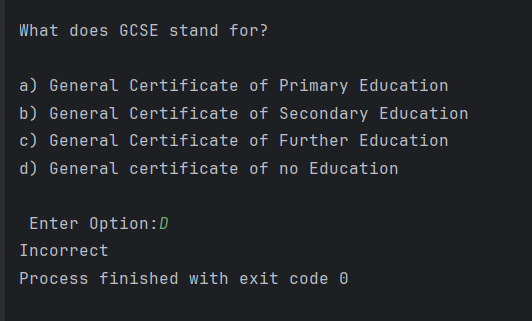 What does GCSE stand for?
a) General Certificate of Primary Education
b) General Certificate of Secondary Education
c) General Certificate of Further Education
d) General certificate of no Education
Enter Option:D
Incorrect
Process finished with exit code 0